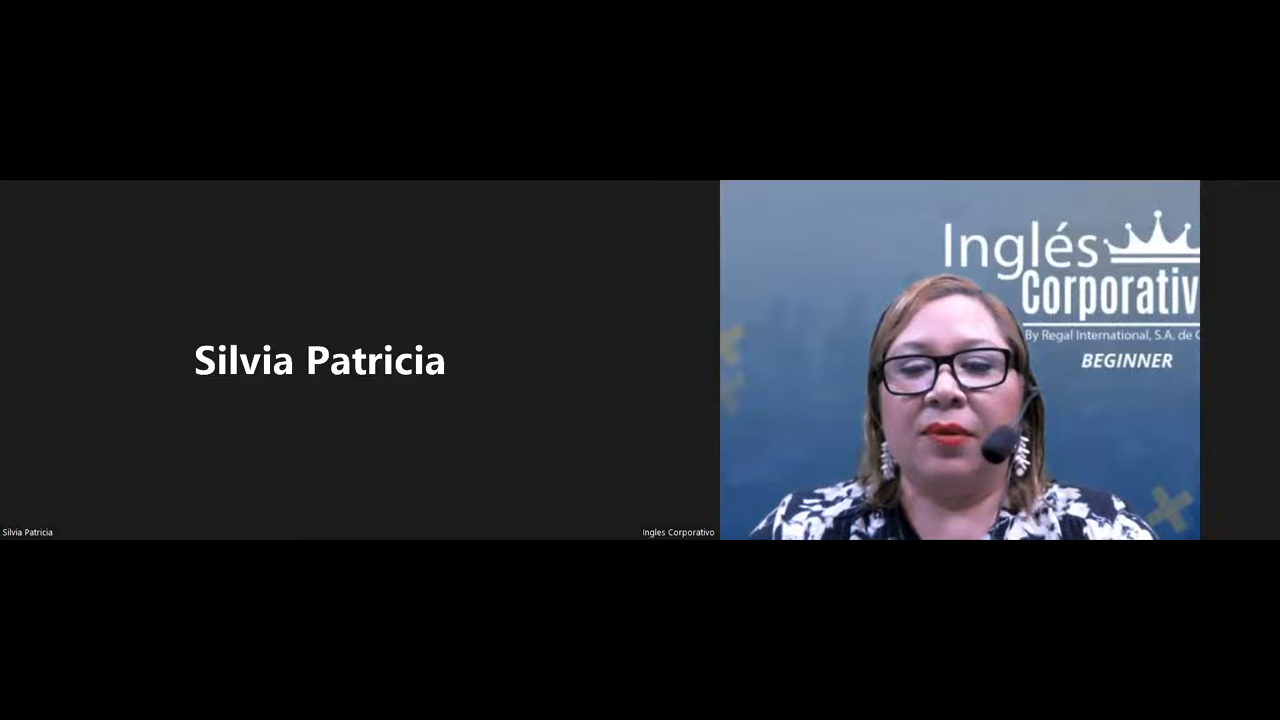 Silvia Patricia
Silvia Patricia
Ingles Corporativo
Inglés
Corporativ
By Regal International, S.A. de C
BEGINNER